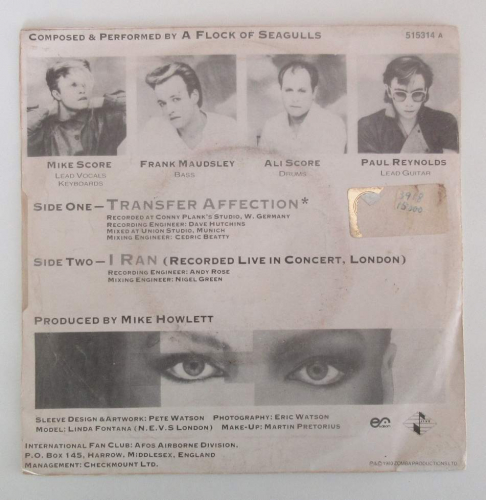 COMPOSED & PERFORMED BY A FLOCK OF SEAGULLS
515314 A
MIKE SCORE
LEAD VOCALS
KEYBOARDS
FRANK MAUDSLEY
BASS
ALI SCORE
DRUMS
PAUL REYNOLDS
LEAD GUITAR
SIDE ONE – TRANSFER AFFECTION*
RECORDED AT CONNY PLANK'S STUDIO, W. GERMANY
RECORDING ENGINEER: DAVE HUTCHINS
MIXED AT UNION STUDIO, MUNICH
MIXING ENGINEER: CEDRIC BEATTY
SIDE TWO – I RAN (RECORDED LIVE IN CONCERT, LONDON)
RECORDING ENGINEER: ANDY ROSE
MIXING ENGINEER: NIGEL GREEN
PRODUCED BY MIKE HOWLETT
SLEEVE DESIGN & ARTWORK: PETE WATSON PHOTOGRAPHY: ERIC WATSON
MODEL: LINDA FONTANA (N.E.V.S LONDON) MAKE-UP: MARTIN PRETORIUS
INTERNATIONAL FAN CLUB: AFOS AIRBORNE DIVISION,
P.O. BOX 145, HARROW, MIDDLESEX, ENGLAND
MANAGEMENT: CHECKMOUNT LTD.